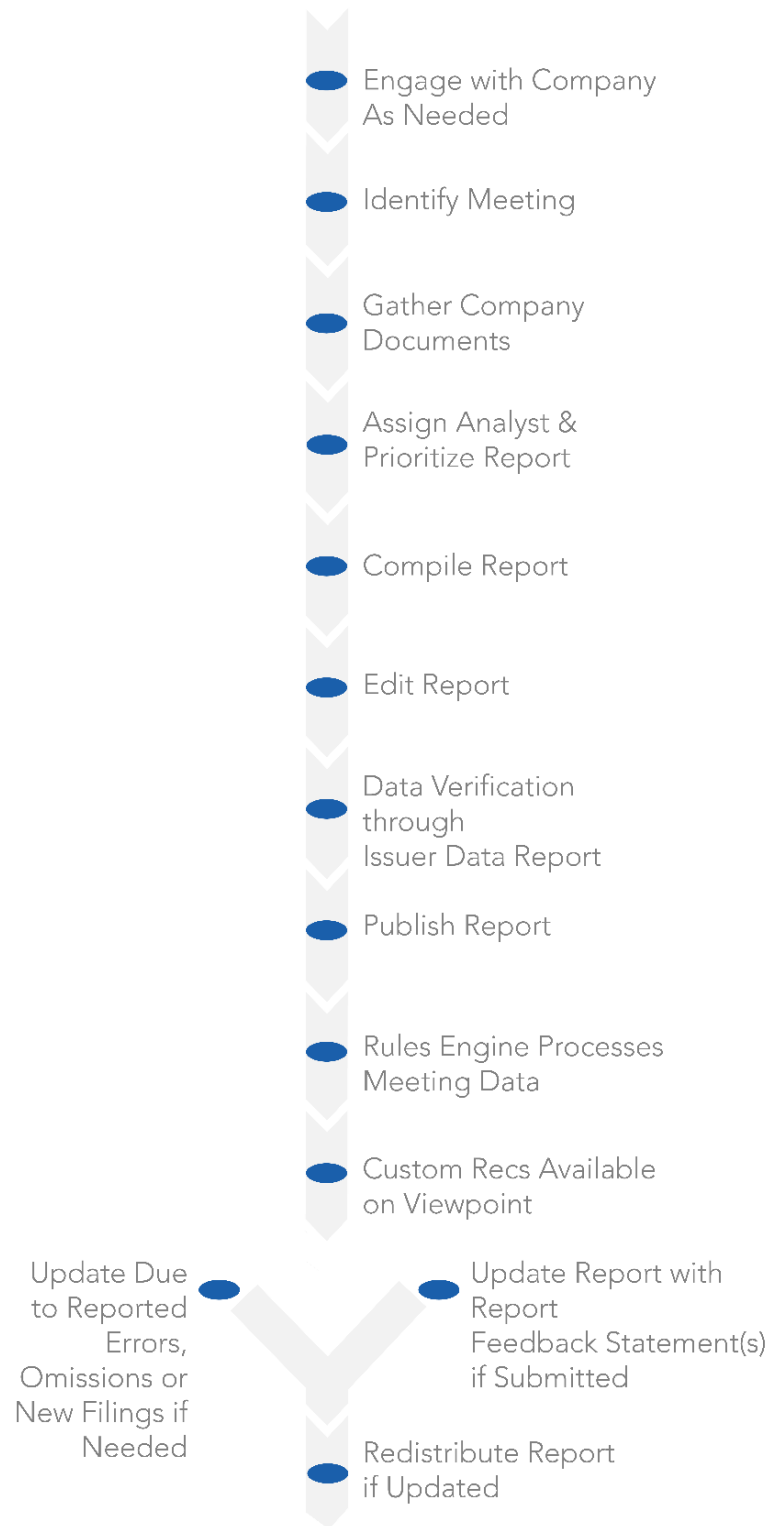 Engage with Company
As Needed
Identify Meeting
Gather Company
Documents
Assign Analyst &
Prioritize Report
Compile Report
Edit Report
Data Verification
through
Issuer Data Report
Publish Report
Rules Engine Processes
Meeting Data
Custom Recs Available
on Viewpoint
Update Due
to Reported
Errors,
Omissions or
New Filings if
Needed
Update Report with
Report
Feedback Statement(s)
if Submitted
Redistribute Report
if Updated